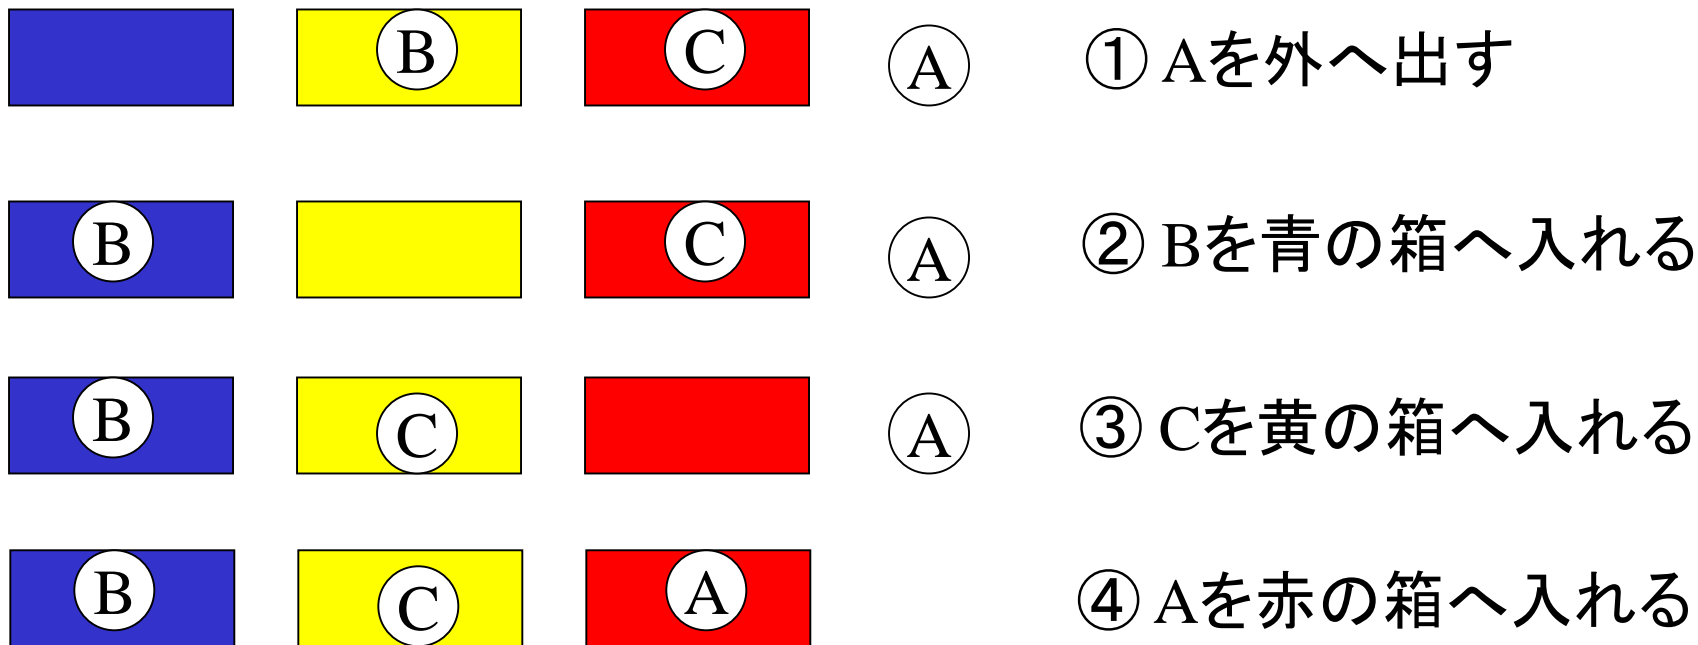 B C A ① Aを外へ出す
B C A ② Bを青の箱へ入れる
B C A ③ Cを黄の箱へ入れる
B C A ④ Aを赤の箱へ入れる